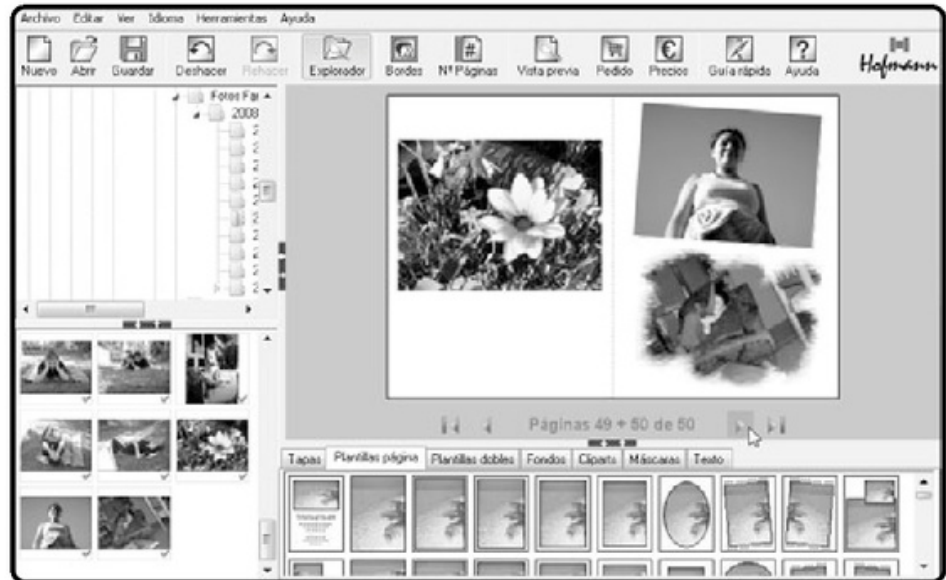 Archivo Editar Ver Idioma Herramientas Ayuda
Nuevo Abrir Guardar Deshacer Rehacer Explorador Bordes Nº Páginas Vista previa Pedido Precios Guía rápida Ayuda Hofmann
Fotos Fa
2008
Páginas 49 + 50 de 50
Tapas Plantillas página Plantillas dobles Fondos Cliparts Máscaras Texto